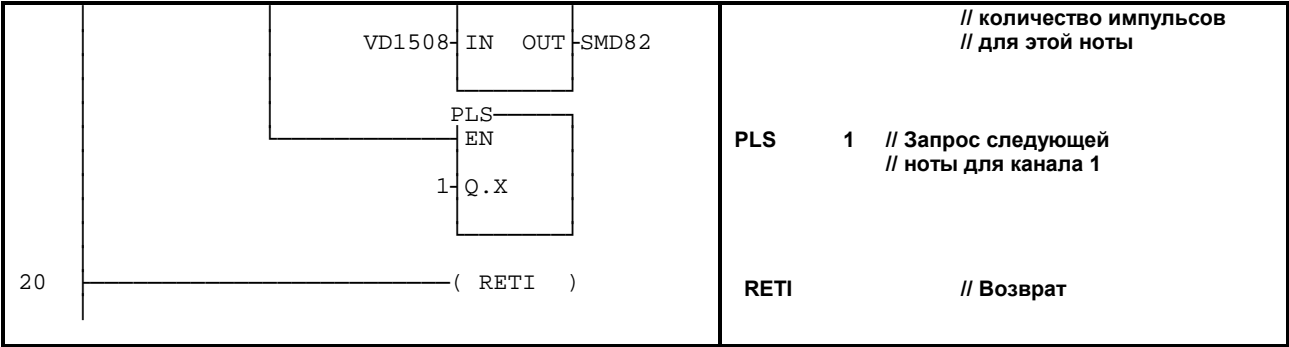 // количество импульсов
VD1508 IN OUT SMD82 // для этой ноты
PLS
EN PLS 1 // Запрос следующей
// ноты для канала 1
1 Q.X
20 ( RETI ) RETI // Возврат